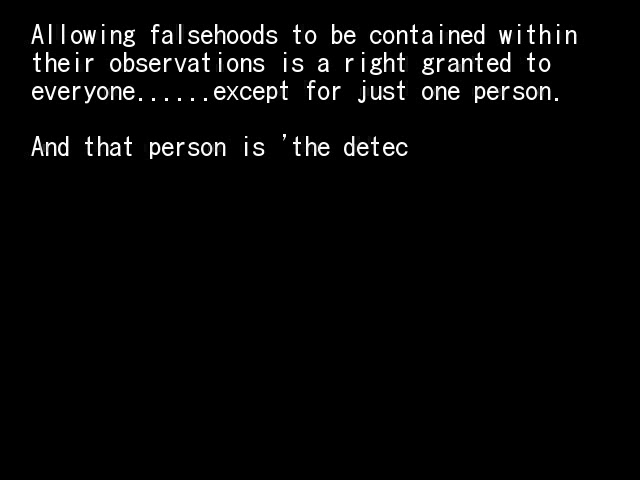 Allowing falsehoods to be contained within
their observations is a right granted to
everyone......except for just one person.
And that person is 'the detec